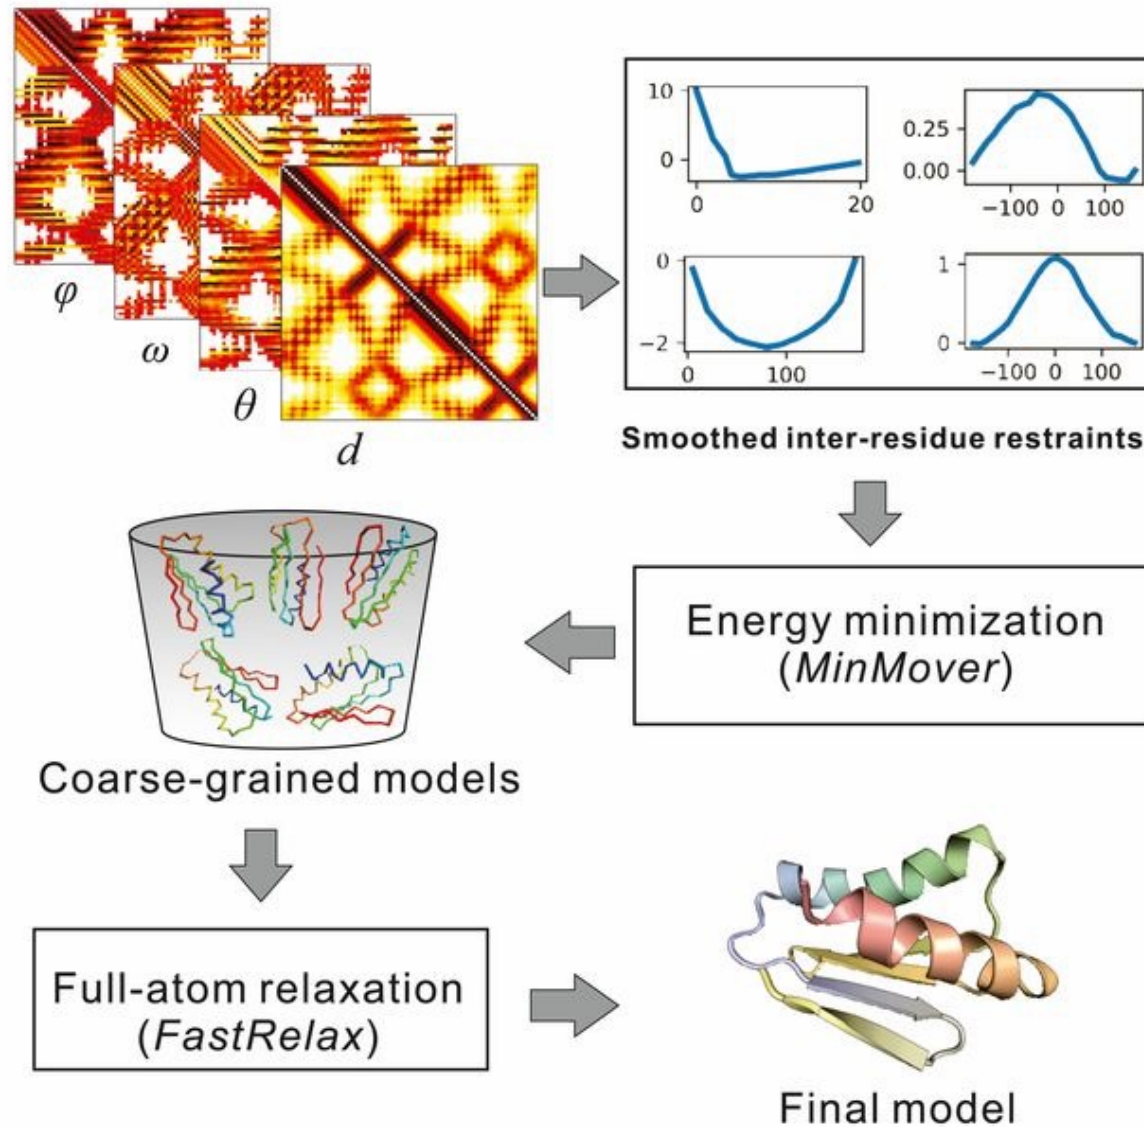 φ
ω
θ
d
10
0
0
20
0.25
0.00
−100
0
100
0
−2
0
100
1
0
−100
0
100
Smoothed inter-residue restraints
Energy minimization
(MinMover)
Coarse-grained models
Full-atom relaxation
(FastRelax)
Final model